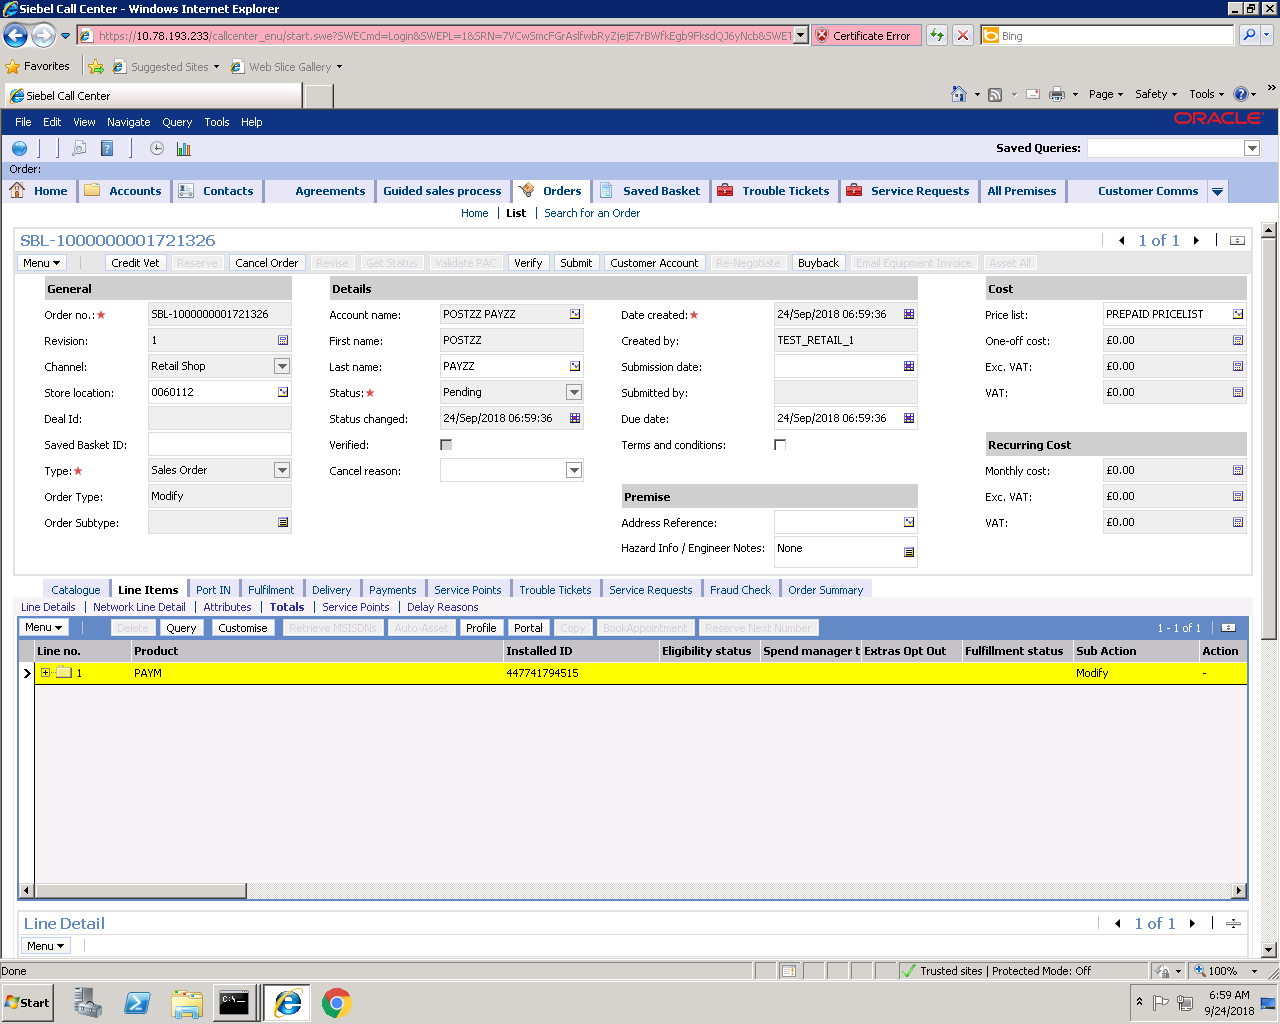 Siebel Call Center - Windows Internet Explorer
https://10.78.193.233/callcenter_enu/start.swe?SWECmd=Login&SWEPL=1&SRN=7VCwSmcFGrAslfwbRyZjejE7rBWfkEgb9FksdQJ6yNcb&SWET Certificate Error Bing
Favorites Suggested Sites Web Slice Gallery
Siebel Call Center Page Safety Tools
File Edit View Navigate Query Tools Help ORACLE
Saved Queries:
Order:
Home Accounts Contacts Agreements Guided sales process Orders Saved Basket Trouble Tickets Service Requests All Premises Customer Comms
Home List Search for an Order
SBL-1000000001721326 1 of 1
Menu Credit Vet Reserve Cancel Order Revise Get Status Validate PAC Verify Submit Customer Account Re-Negotiate Buyback Email Equipment Invoice Asset All
General Details Cost
Order no.:★ SBL-1000000001721326 Account name: POSTZZ PAYZZ Date created:★ 24/Sep/2018 06:59:36 Price list: PREPAID PRICELIST
Revision: 1 First name: POSTZZ Created by: TEST_RETAIL_1 One-off cost: £0.00
Channel: Retail Shop Last name: PAYZZ Submission date: Exc. VAT: £0.00
Store location: 0060112 Status:★ Pending Submitted by: VAT: £0.00
Deal Id: Status changed: 24/Sep/2018 06:59:36 Due date: 24/Sep/2018 06:59:36
Saved Basket ID: Verified: Terms and conditions: Recurring Cost
Type:★ Sales Order Cancel reason: Monthly cost: £0.00
Order Type: Modify Premise Exc. VAT: £0.00
Order Subtype: Address Reference: VAT: £0.00
Hazard Info / Engineer Notes: None
Catalogue Line Items Port IN Fulfilment Delivery Payments Service Points Trouble Tickets Service Requests Fraud Check Order Summary
Line Details Network Line Detail Attributes Totals Service Points Delay Reasons
Menu Delete Query Customise Retrieve MSISDNs Auto-Asset Profile Portal Copy BookAppointment Reserve Next Number 1 - 1 of 1
Line no. Product Installed ID Eligibility status Spend manager t Extras Opt Out Fulfillment status Sub Action Action
1 PAYM 447741794515 Modify -
Line Detail 1 of 1
Menu
Done Trusted sites | Protected Mode: Off 100%
Start 6:59 AM
9/24/2018